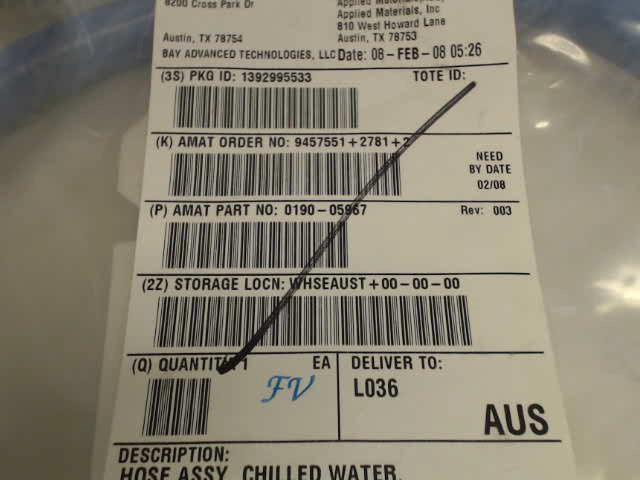 8200 Cross Park Dr
Applied Materials, Inc
810 West Howard Lane
Austin, TX 78754
Austin, TX 78753
BAY ADVANCED TECHNOLOGIES, LLC Date: 08-FEB-08 05:26
(3S) PKG ID: 1392995533 TOTE ID:
(K) AMAT ORDER NO: 9457551+2781+2
NEED
BY DATE
02/08
(P) AMAT PART NO: 0190-05967 Rev: 003
(2Z) STORAGE LOCN: WHSEAUST+00-00-00
(Q) QUANTITY 1 EA
DELIVER TO:
FV
L036
AUS
DESCRIPTION:
HOSE ASSY, CHILLED WATER,